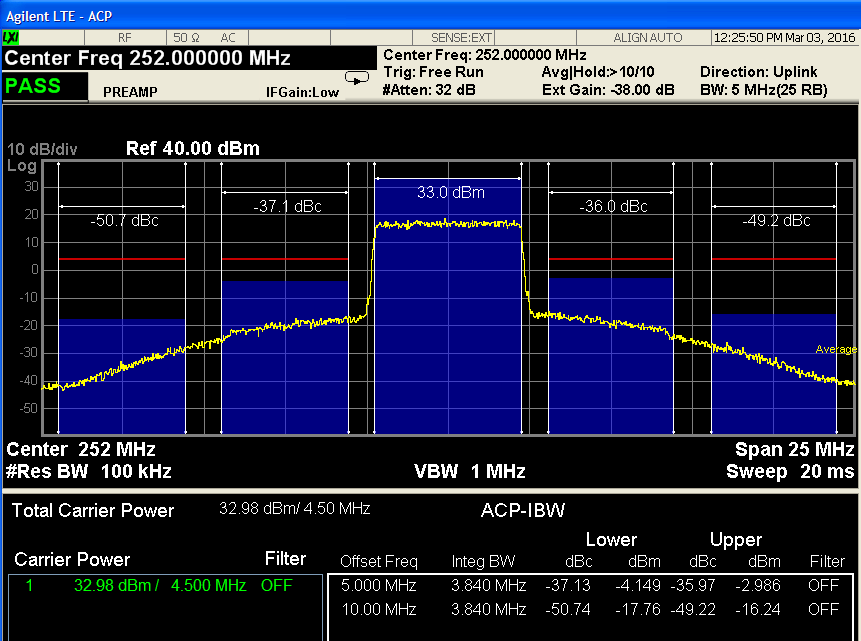 Agilent LTE - ACP
LXI RF 50 Ω AC SENSE:EXT ALIGN AUTO 12:25:50 PM Mar 03, 2016
Center Freq 252.000000 MHz
Center Freq: 252.000000 MHz
Trig: Free Run Avg|Hold:>10/10 Direction: Uplink
PASS PREAMP IFGain:Low #Atten: 32 dB Ext Gain: -38.00 dB BW: 5 MHz(25 RB)
10 dB/div Ref 40.00 dBm
Log
30
20
10
0
-10
-20
-30
-40
-50
-50.7 dBc
-37.1 dBc
33.0 dBm
-36.0 dBc
-49.2 dBc
Average
Center 252 MHz Span 25 MHz
#Res BW 100 kHz VBW 1 MHz Sweep 20 ms
Total Carrier Power 32.98 dBm/ 4.50 MHz ACP-IBW
Lower Upper
Carrier Power Filter Offset Freq Integ BW dBc dBm dBc dBm Filter
1 32.98 dBm / 4.500 MHz OFF 5.000 MHz 3.840 MHz -37.13 -4.149 -35.97 -2.986 OFF
10.00 MHz 3.840 MHz -50.74 -17.76 -49.22 -16.24 OFF